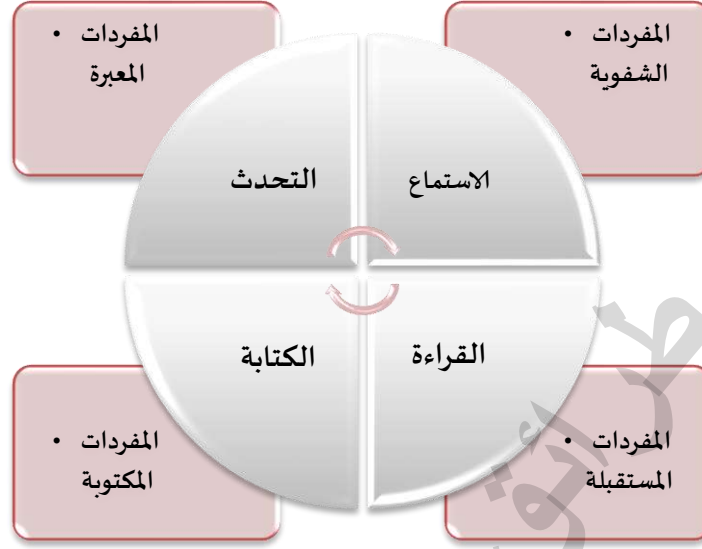 • المفردات
الشفوية
• المفردات
المعبرة
الاستماع
التحدث
القراءة
الكتابة
• المفردات
المستقبلة
• المفردات
المكتوبة